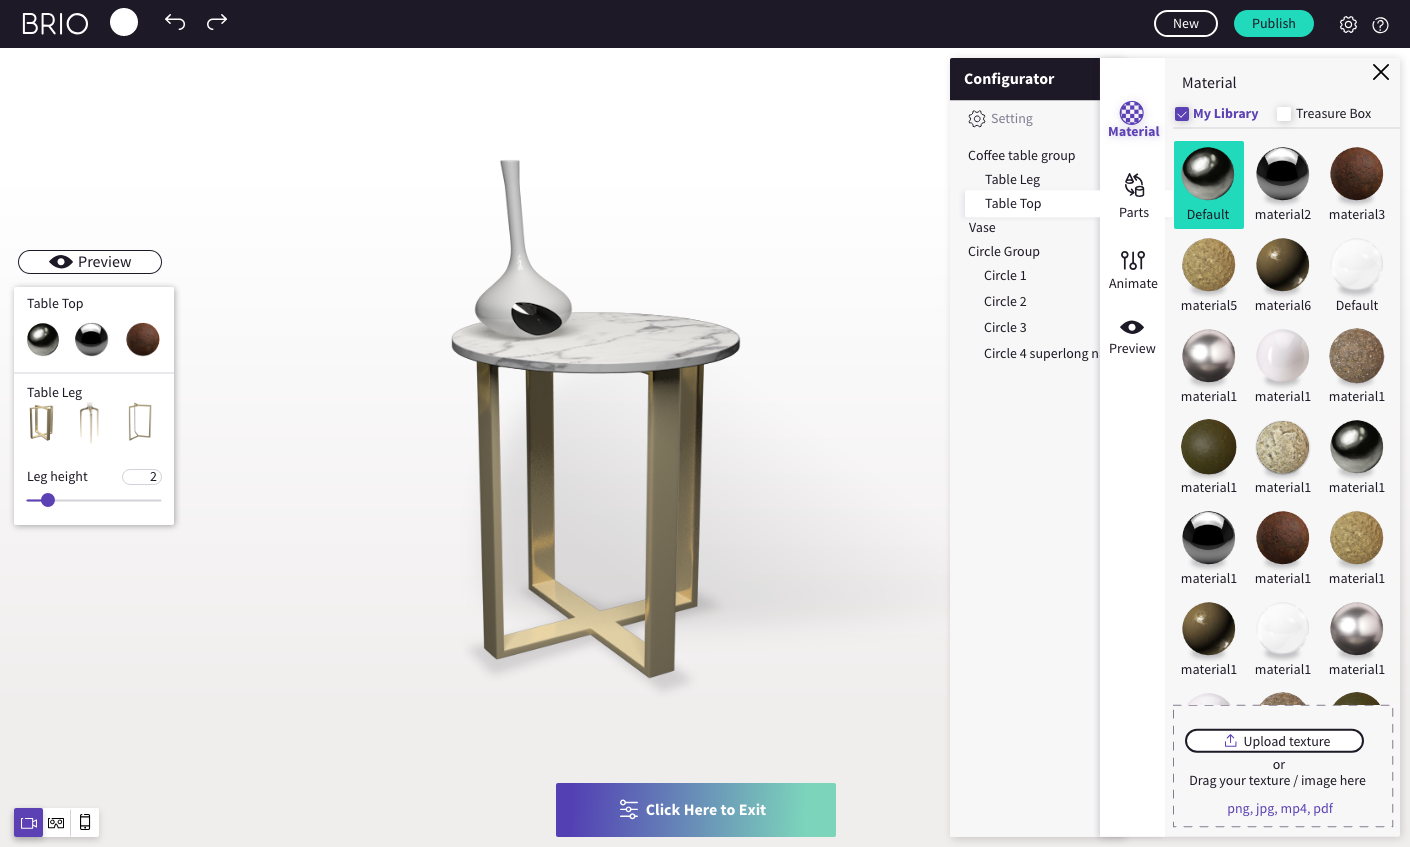 BRIO
New
Publish
Preview
Table Top
Table Leg
Leg height
2
Click Here to Exit
Configurator
Setting
Coffee table group
Table Leg
Table Top
Vase
Circle Group
Circle 1
Circle 2
Circle 3
Circle 4 superlong n
Material
Parts
Animate
Preview
Material
My Library
Treasure Box
Default
material2
material3
material5
material6
Default
material1
material1
material1
material1
material1
material1
material1
material1
material1
material1
material1
material1
Upload texture
or
Drag your texture / image here
png, jpg, mp4, pdf